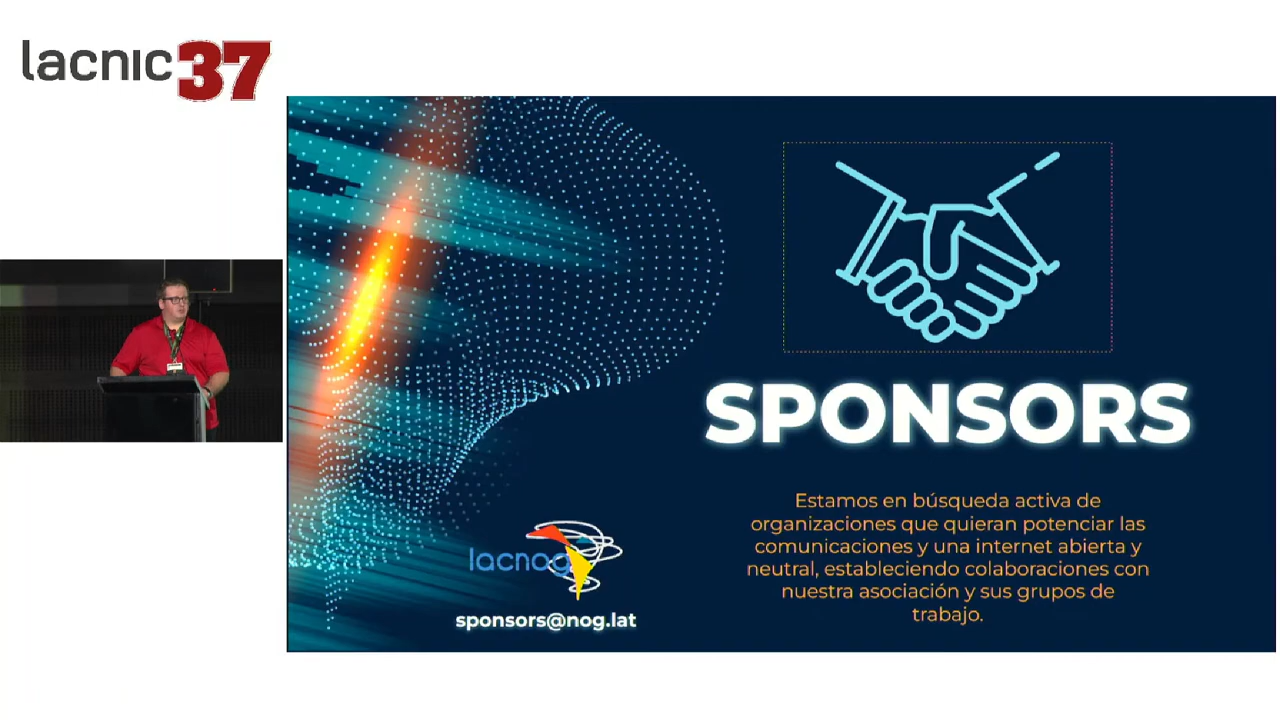 lacnic37
SPONSORS
Estamos en búsqueda activa de
organizaciones que quieran potenciar las
comunicaciones y una internet abierta y
neutral, estableciendo colaboraciones con
nuestra asociación y sus grupos de
trabajo.
lacnog
sponsors@nog.lat